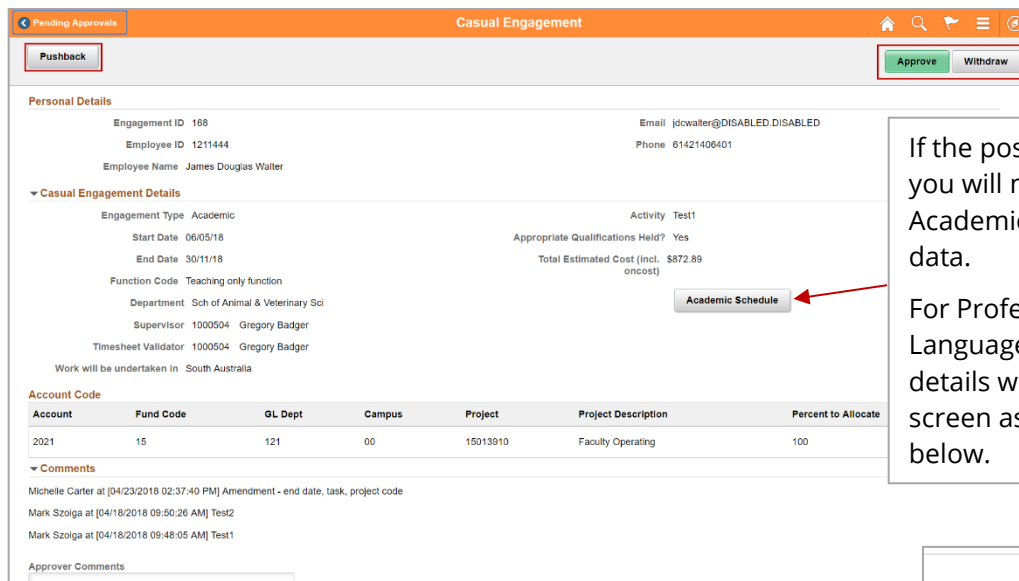 Pending Approvals
Casual Engagement
Pushback
Approve Withdraw
Personal Details
Engagement ID 168
Email jdcwalter@DISABLED.DISABLED
Employee ID 1211444
Phone 61421406401
Employee Name James Douglas Walter
Casual Engagement Details
Engagement Type Academic
Activity Test1
Start Date 06/05/18
Appropriate Qualifications Held? Yes
End Date 30/11/18
Total Estimated Cost (incl. oncost) $872.89
Function Code Teaching only function
Department Sch of Animal & Veterinary Sci
Academic Schedule
Supervisor 1000504 Gregory Badger
Timesheet Validator 1000504 Gregory Badger
Work will be undertaken in South Australia
Account Code
Account Fund Code GL Dept Campus Project Project Description Percent to Allocate
2021 15 121 00 15013910 Faculty Operating 100
Comments
Michelle Carter at [04/23/2018 02:37:40 PM] Amendment - end date, task, project code
Mark Szolga at [04/18/2018 09:50:26 AM] Test2
Mark Szolga at [04/18/2018 09:48:05 AM] Test1
Approver Comments
If the pos
you will
Academic
data.
For Profe
Language
details w
screen as
below.